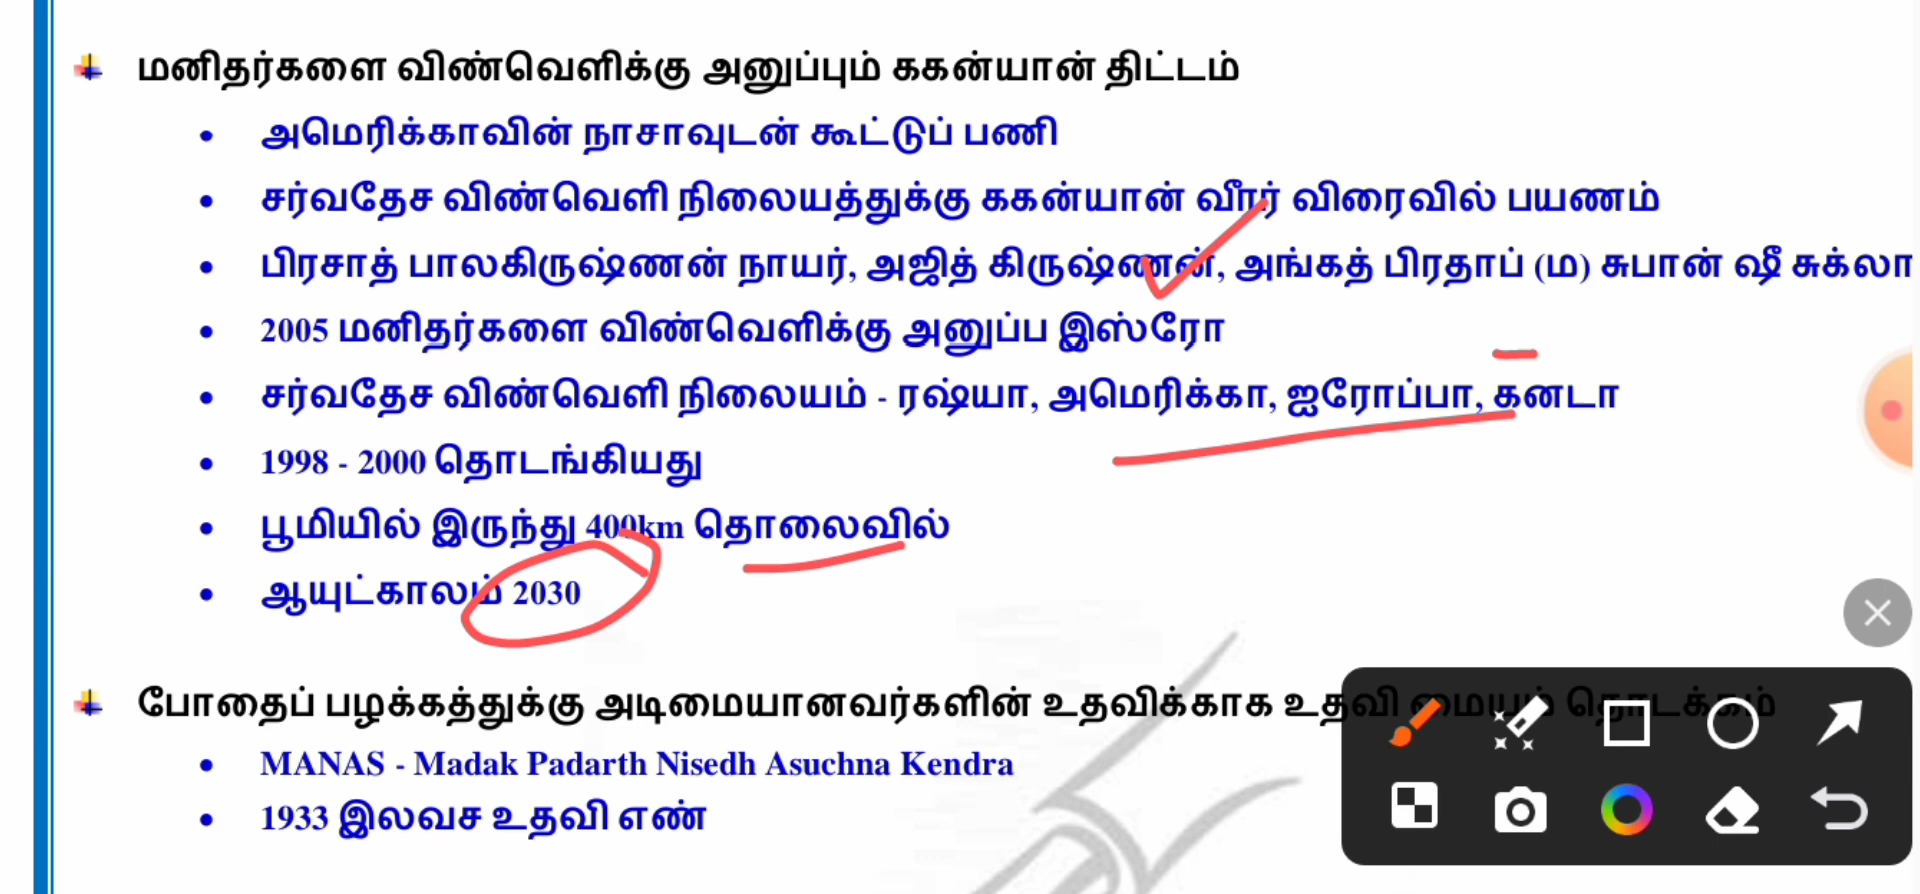 மனிதர்களை விண்வெளிக்கு அனுப்பும் ககன்யான் திட்டம்
அமெரிக்காவின் நாசாவுடன் கூட்டுப் பணி
சர்வதேச விண்வெளி நிலையத்துக்கு ககன்யான் வீரர் விரைவில் பயணம்
பிரசாத் பாலகிருஷ்ணன் நாயர், அஜித் கிருஷ்ணன், அங்கத் பிரதாப் (ம) சுபான் ஷீ சுக்லா
2005 மனிதர்களை விண்வெளிக்கு அனுப்ப இஸ்ரோ
சர்வதேச விண்வெளி நிலையம் - ரஷ்யா, அமெரிக்கா, ஐரோப்பா, கனடா
1998 - 2000 தொடங்கியது
பூமியில் இருந்து 400km தொலைவில்
ஆயுட்காலம் 2030
போதைப் பழக்கத்துக்கு அடிமையானவர்களின் உதவிக்காக உதவி மையம் தொடக்கம்
MANAS - Madak Padarth Nisedh Asuchna Kendra
1933 இலவச உதவி எண்